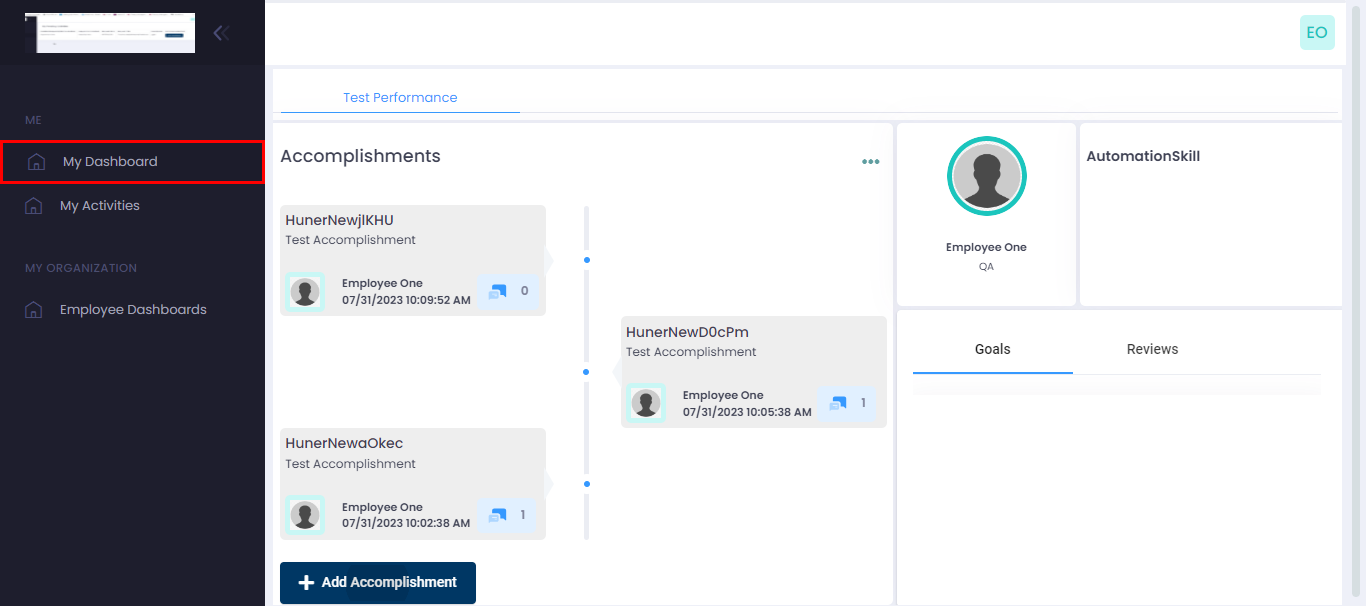 EO
ME
My Dashboard
My Activities
MY ORGANIZATION
Employee Dashboards
Test Performance
Accomplishments
HunerNewjlKHU
Test Accomplishment
Employee One
07/31/2023 10:09:52 AM
0
HunerNewD0cPm
Test Accomplishment
Employee One
07/31/2023 10:05:38 AM
1
HunerNewaOkec
Test Accomplishment
Employee One
07/31/2023 10:02:38 AM
1
Add Accomplishment
Employee One
QA
AutomationSkill
Goals
Reviews